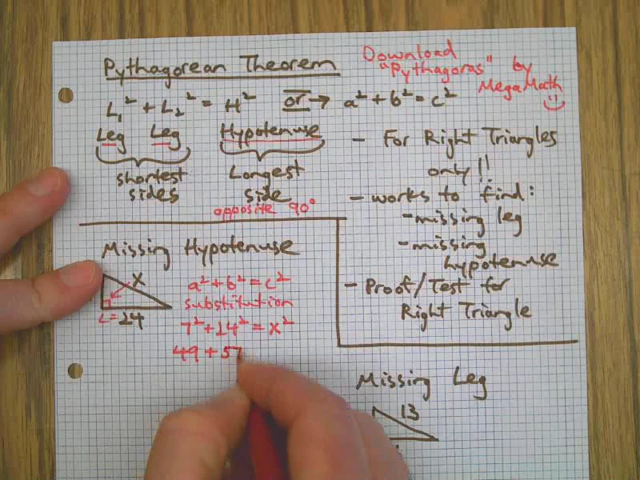 Pythagorean Theorem
Download
"Pythagoras" by
MegaMath
L₁² + L₂² = H² or → a² + b² = c²
Leg Leg Hypotenuse
shortest
sides
Longest
side
opposite 90°
- For Right Triangles
only!!
- works to find:
- missing leg
- missing
hypotenuse
- Proof/Test for
Right Triangle
Missing Hypotenuse
x
24
a² + b² = c²
substitution
7² + 14² = x²
49 + 57
Missing Leg
13